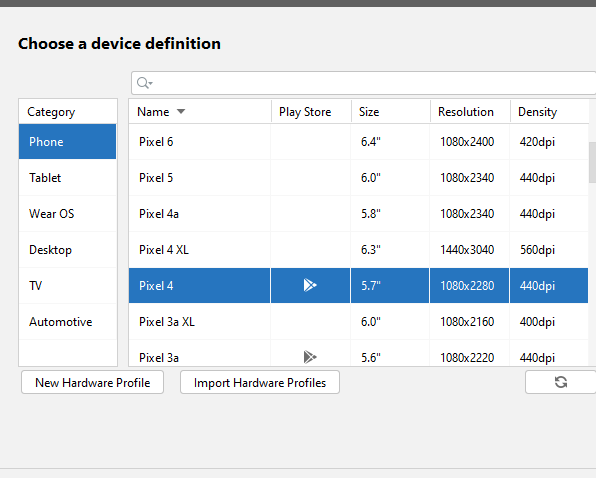 Choose a device definition
Category Name Play Store Size Resolution Density
Phone Pixel 6 6.4" 1080x2400 420dpi
Tablet Pixel 5 6.0" 1080x2340 440dpi
Wear OS Pixel 4a 5.8" 1080x2340 440dpi
Desktop Pixel 4 XL 6.3" 1440x3040 560dpi
TV Pixel 4 5.7" 1080x2280 440dpi
Automotive Pixel 3a XL 6.0" 1080x2160 400dpi
Pixel 3a 5.6" 1080x2220 440dpi
New Hardware Profile Import Hardware Profiles